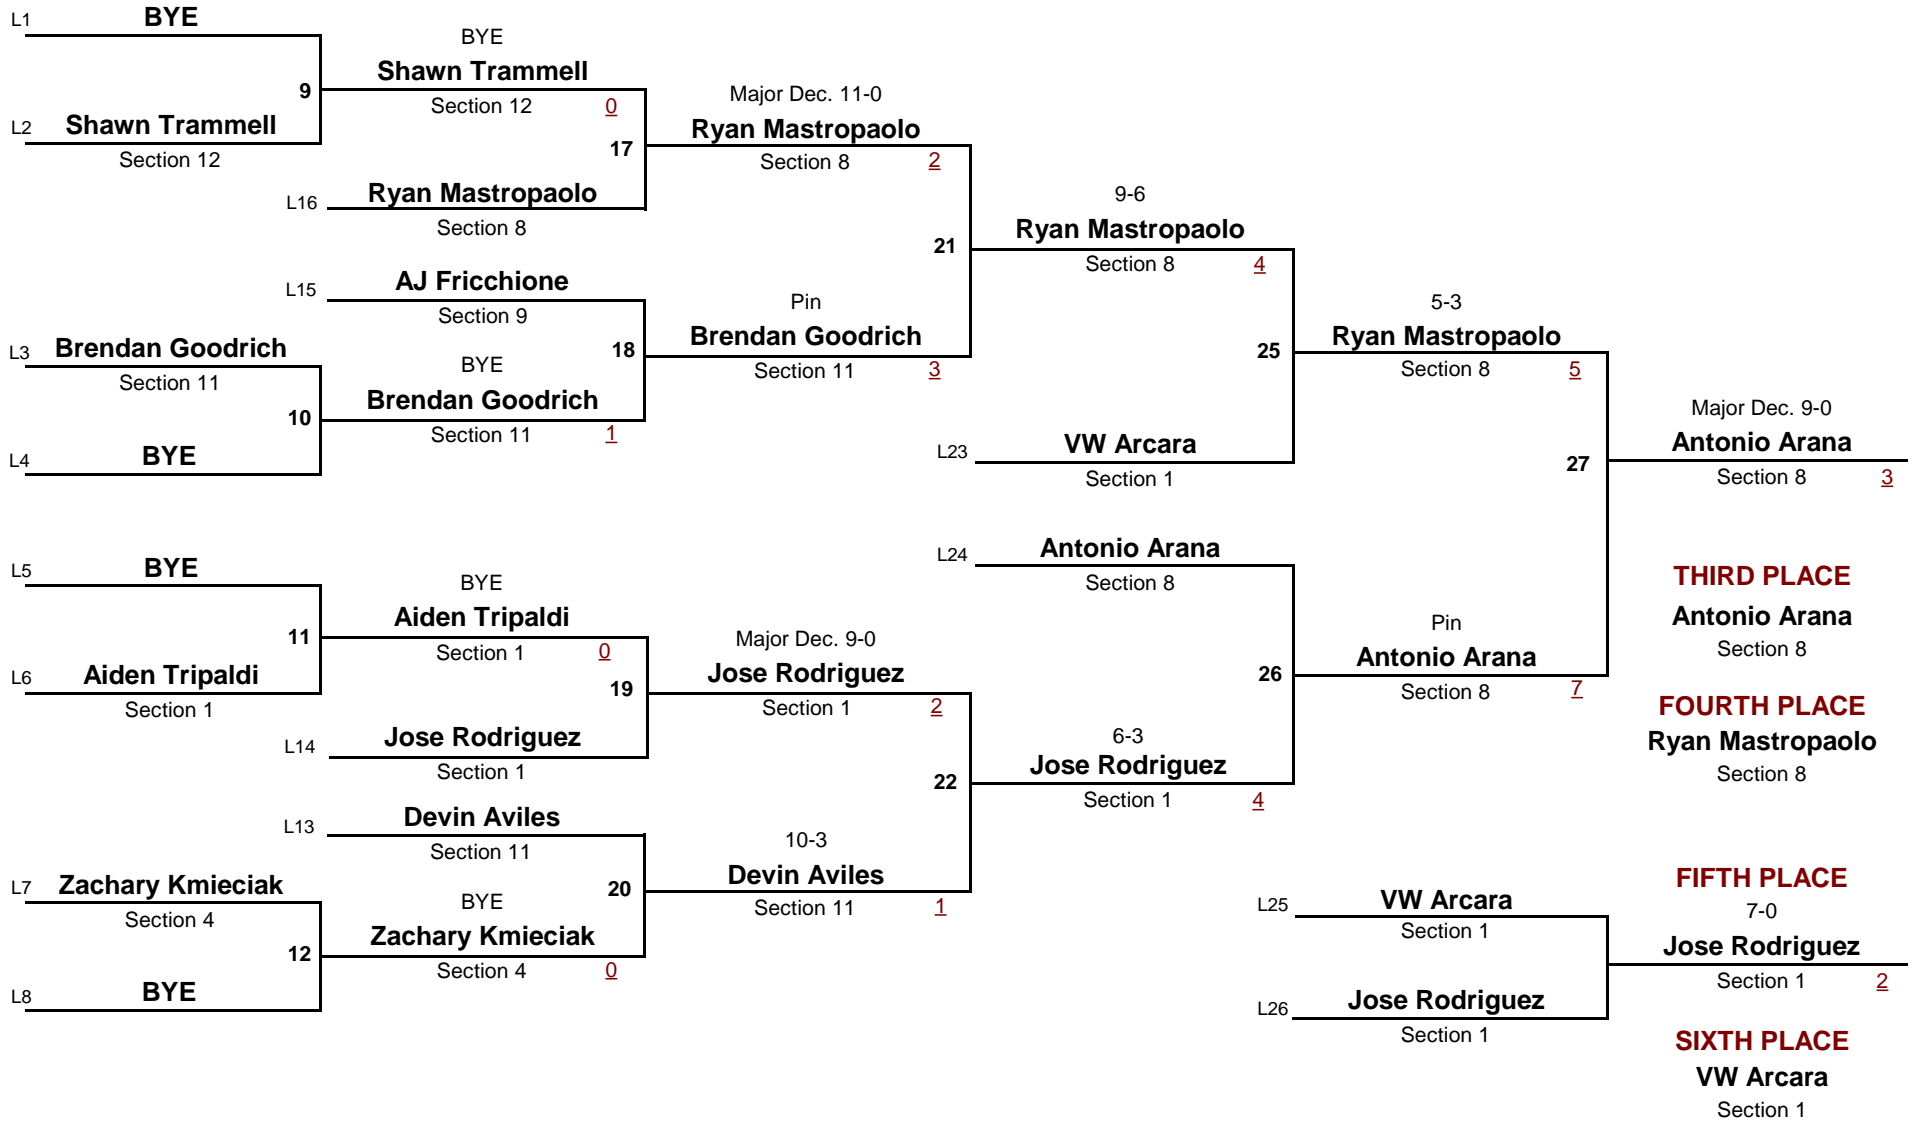 L1 BYE
L2 Shawn Trammell
Section 12
9
BYE
Shawn Trammell
Section 12 0
17
L16 Ryan Mastropaolo
Section 8
Major Dec. 11-0
Ryan Mastropaolo
Section 8 2
L15 AJ Fricchione
Section 9
L3 Brendan Goodrich
Section 11
10
L4 BYE
BYE
Brendan Goodrich
Section 11 1
18
Pin
Brendan Goodrich
Section 11 3
21
9-6
Ryan Mastropaolo
Section 8 4
25
L23 VW Arcara
Section 1
5-3
Ryan Mastropaolo
Section 8 5
27
Major Dec. 9-0
Antonio Arana
Section 8 3
L5 BYE
11
L6 Aiden Tripaldi
Section 1
BYE
Aiden Tripaldi
Section 1 0
19
L14 Jose Rodriguez
Section 1
Major Dec. 9-0
Jose Rodriguez
Section 1 2
L13 Devin Aviles
Section 11
L7 Zachary Kmieciak
Section 4
12
L8 BYE
BYE
Zachary Kmieciak
Section 4 0
20
10-3
Devin Aviles
Section 11 1
22
6-3
Jose Rodriguez
Section 1 4
L24 Antonio Arana
Section 8
26
Pin
Antonio Arana
Section 8 7
THIRD PLACE
Antonio Arana
Section 8
FOURTH PLACE
Ryan Mastropaolo
Section 8
L25 VW Arcara
Section 1
L26 Jose Rodriguez
Section 1
FIFTH PLACE
7-0
Jose Rodriguez
Section 1 2
SIXTH PLACE
VW Arcara
Section 1